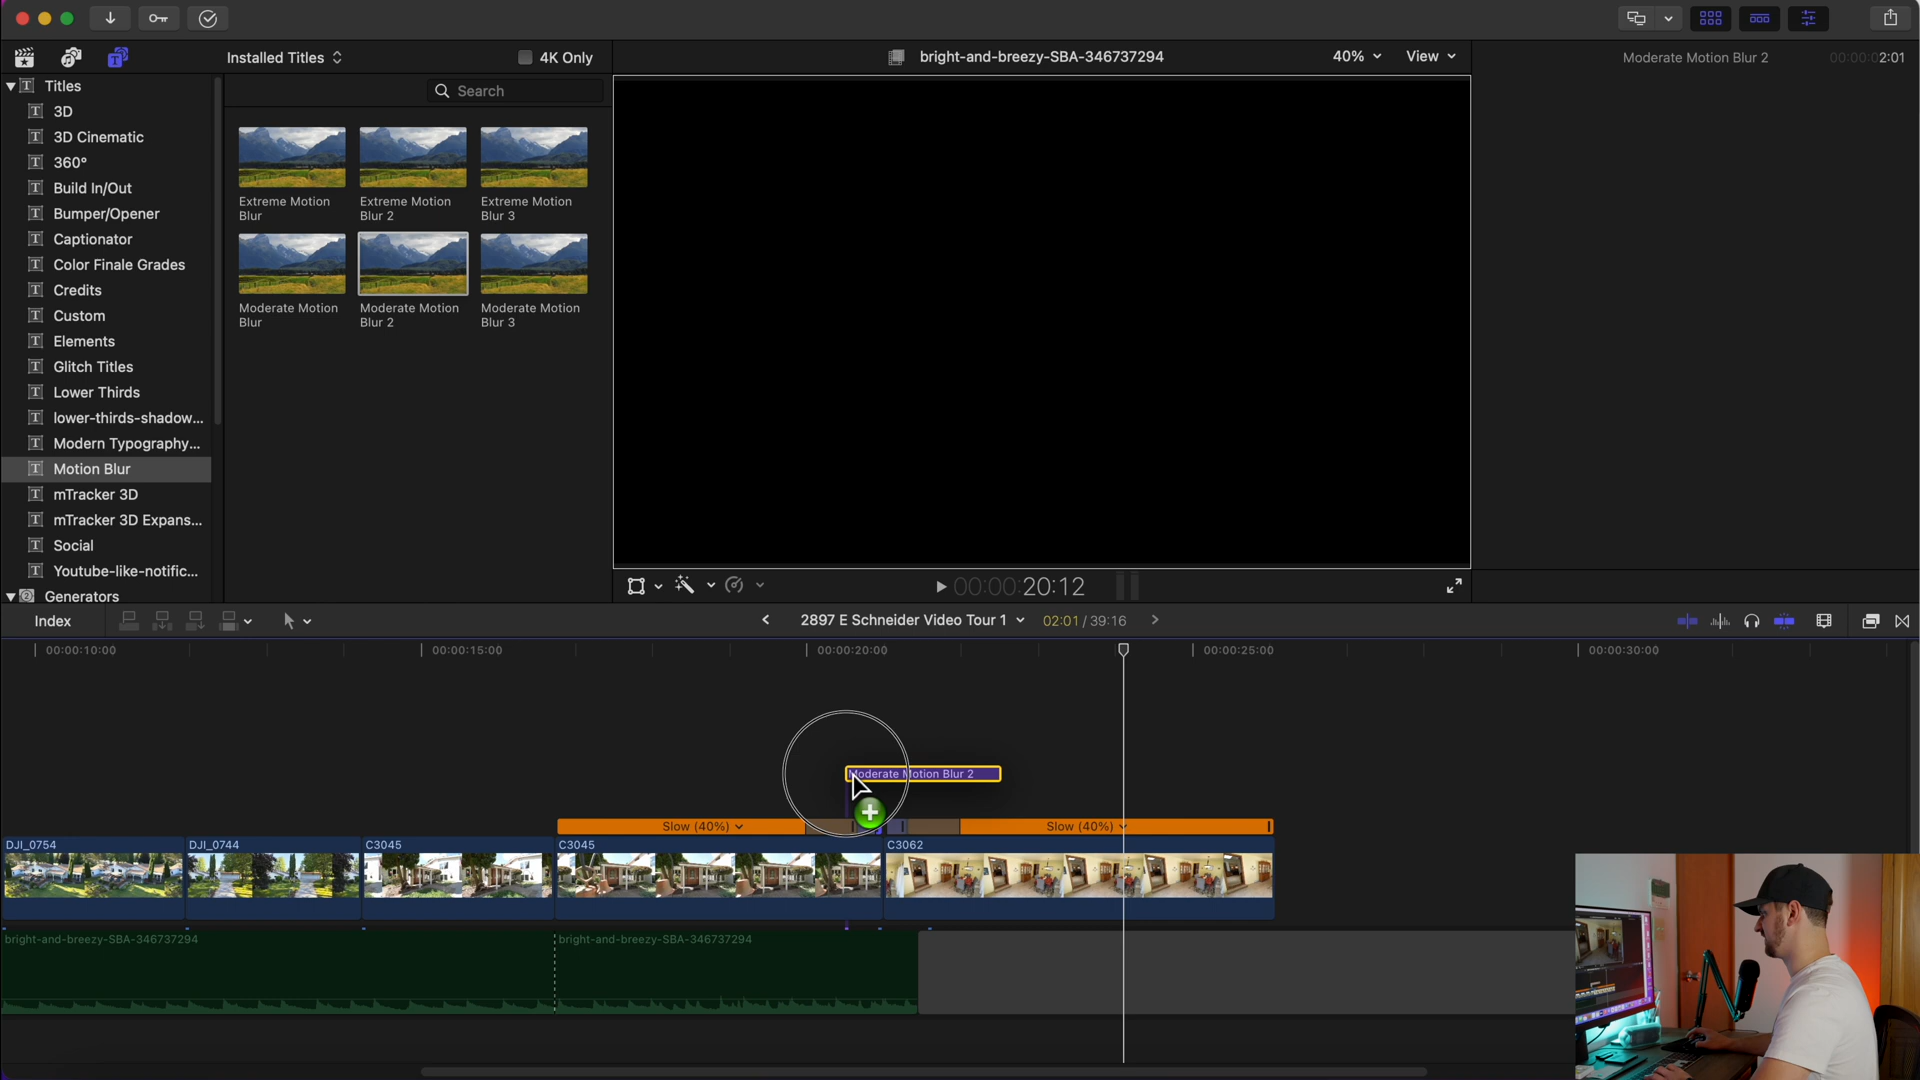 Installed Titles
4K Only
bright-and-breezy-SBA-346737294
40%
View
Moderate Motion Blur 2
00:00:02:01
Titles
Search
3D
3D Cinematic
360°
Build In/Out
Bumper/Opener
Captionator
Color Finale Grades
Credits
Custom
Elements
Glitch Titles
Lower Thirds
lower-thirds-shadow...
Modern Typography...
Motion Blur
mTracker 3D
mTracker 3D Expans...
Social
Youtube-like-notific...
Generators
Extreme Motion
Blur
Extreme Motion
Blur 2
Extreme Motion
Blur 3
Moderate Motion
Blur
Moderate Motion
Blur 2
Moderate Motion
Blur 3
00:00:20:12
Index
2897 E Schneider Video Tour 1
02:01 / 39:16
00:00:10:00
00:00:15:00
00:00:20:00
00:00:25:00
00:00:30:00
Moderate Motion Blur 2
Slow (40%)
Slow (40%)
DJI_0754
DJI_0744
C3045
C3045
C3062
bright-and-breezy-SBA-346737294
bright-and-breezy-SBA-346737294